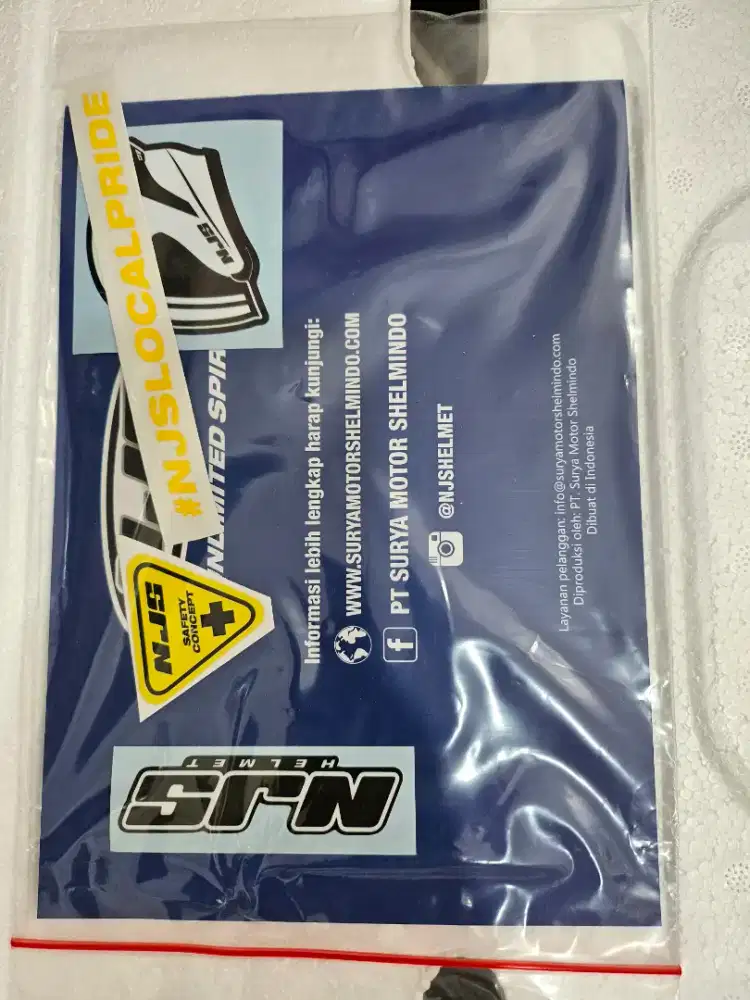 #NJSLOCALPRIDE
NJS
NLIMITED SPIR
NJS
SAFETY
CONCEPT
Informasi lebih lengkap harap kunjungi:
WWW.SURYAMOTORSHELMINDO.COM
f PT SURYA MOTOR SHELMINDO
@NJSHELMET
Layanan pelanggan: info@suryamotorshelmindo.com
Diproduksi oleh: PT. Surya Motor Shelmindo
Dibuat di Indonesia
NJS
HELMET